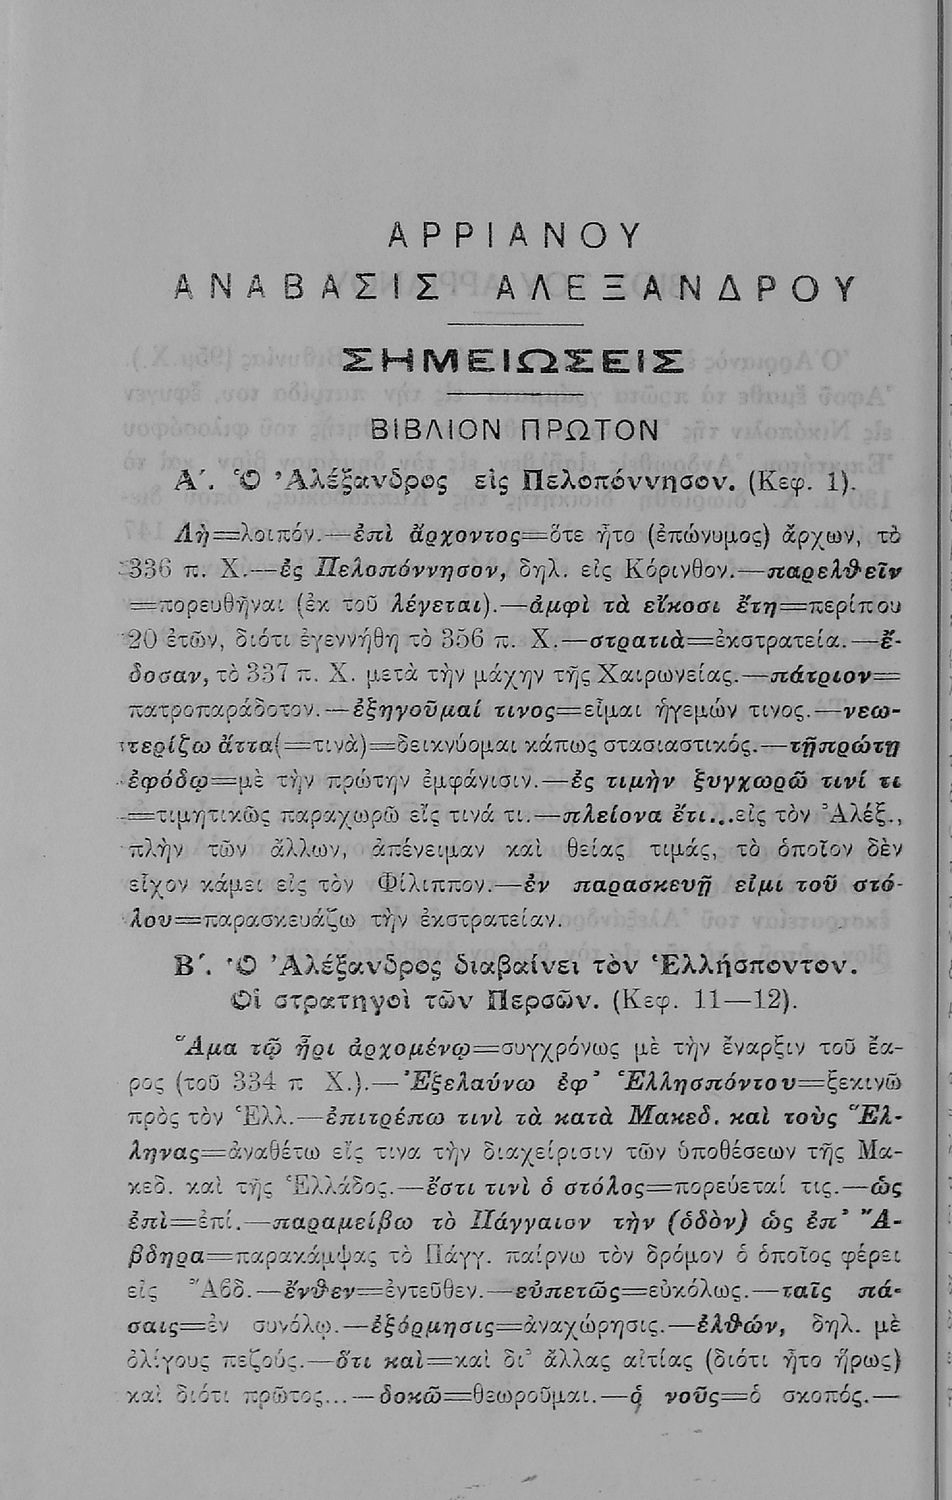 ΑΡΡΙΑΝΟΥ
ΑΝΑΒΑΣΙΣ ΑΛΕΞΑΝΔΡΟΥ
ΣΗΜΕΙΩΣΕΙΣ
ΒΙΒΛΙΟΝ ΠΡΩΤΟΝ
Α΄. Ὁ Ἀλέξανδρος εἰς Πελοπόννησον. (Κεφ. 1).
Δὴ=λοιπόν.—ἐπὶ ἄρχοντος=ὅτε ἦτο (ἐπώνυμος) ἄρχων, τὸ
336 π. Χ.—ἐς Πελοπόννησον, δηλ. εἰς Κόρινθον.—παρελθεῖν
=πορευθῆναι (ἐκ τοῦ λέγεται).—ἀμφὶ τὰ εἴκοσι ἔτη=περίπου
20 ἐτῶν, διότι ἐγεννήθη τὸ 356 π. Χ.—στρατιὰ=ἐκστρατεία.—ἔ-
δοσαν, τὸ 337 π. Χ. μετὰ τὴν μάχην τῆς Χαιρωνείας.—πάτριον=
πατροπαράδοτον.—ἐξηγοῦμαί τινος=εἶμαι ἡγεμών τινος.—νεω-
τερίζω ἄττα(=τινὰ)=δεικνύομαι κάπως στασιαστικός.—τῇ πρώτῃ
ἐφόδῳ=μὲ τὴν πρώτην ἐμφάνισιν.—ἐς τιμὴν ξυγχωρῶ τινί τι
=τιμητικῶς παραχωρῶ εἴς τινά τι.—πλείονα ἔτι...εἰς τὸν Ἀλέξ.,
πλὴν τῶν ἄλλων, ἀπένειμαν καὶ θείας τιμάς, τὸ ὁποῖον δὲν
εἶχον κάμει εἰς τὸν Φίλιππον.—ἐν παρασκευῇ εἰμι τοῦ στό-
λου=παρασκευάζω τὴν ἐκστρατείαν.
Β΄. Ὁ Ἀλέξανδρος διαβαίνει τὸν Ἑλλήσποντον.
Οἱ στρατηγοὶ τῶν Περσῶν. (Κεφ. 11—12).
Ἅμα τῷ ἦρι ἀρχομένῳ=συγχρόνως μὲ τὴν ἔναρξιν τοῦ ἔα-
ρος (τοῦ 334 π Χ.).—Ἐξελαύνω ἐφ᾽ Ἑλλησπόντου=ξεκινῶ
πρὸς τὸν Ἑλλ.—ἐπιτρέπω τινὶ τὰ κατὰ Μακεδ. καὶ τοὺς Ἕλ-
ληνας=ἀναθέτω εἴς τινα τὴν διαχείρισιν τῶν ὑποθέσεων τῆς Μα-
κεδ. καὶ τῆς Ἑλλάδος.—ἔστι τινὶ ὁ στόλος=πορεύεταί τις.—ὡς
ἐπὶ=ἐπί.—παραμείβω τὸ Πάγγαιον τὴν (ὁδὸν) ὡς ἐπ᾽ Ἄ-
βδηρα=παρακάμψας τὸ Πάγγ. παίρνω τὸν δρόμον ὁ ὁποῖος φέρει
εἰς Ἄβδ.—ἔνθεν=ἐντεῦθεν.—εὐπετῶς=εὐκόλως.—ταῖς πά-
σαις=ἐν συνόλῳ.—ἐξόρμησις=ἀναχώρησις.—ἐλθών, δηλ. μὲ
ὀλίγους πεζούς.—ὅτι καὶ=καὶ δι᾽ ἄλλας αἰτίας (διότι ἦτο ἥρως)
καὶ διότι πρῶτος...—δοκῶ=θεωροῦμαι.—ὁ νοῦς=ὁ σκοπός.—